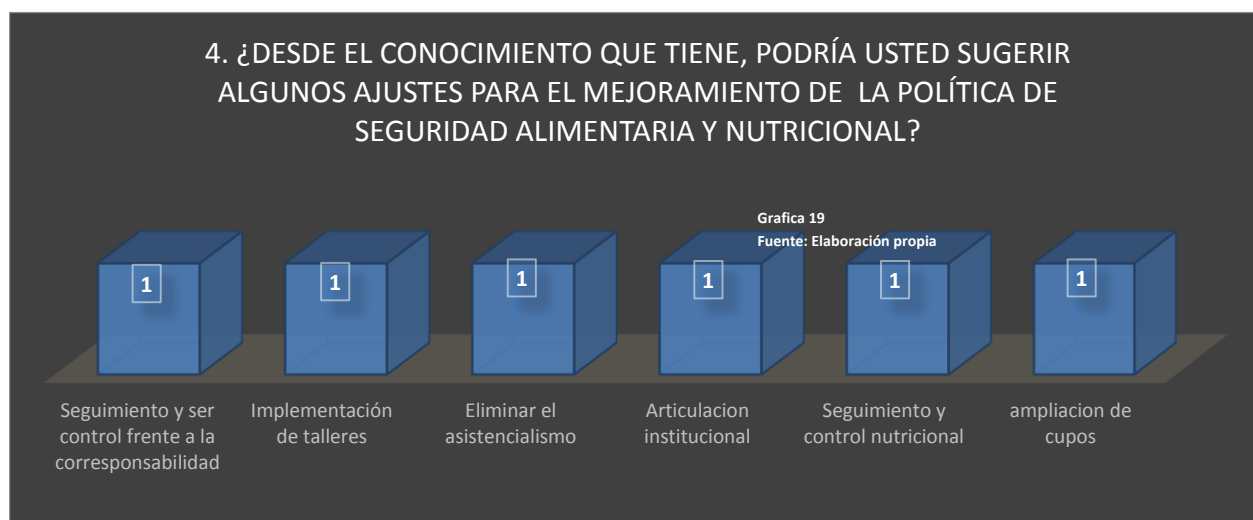 4. ¿DESDE EL CONOCIMIENTO QUE TIENE, PODRÍA USTED SUGERIR
ALGUNOS AJUSTES PARA EL MEJORAMIENTO DE  LA POLÍTICA DE
SEGURIDAD ALIMENTARIA Y NUTRICIONAL?
Grafica 19
Fuente: Elaboración propia
1 1 1 1 1 1
Seguimiento y ser
control frente a la
corresponsabilidad
Implementación
de talleres
Eliminar el
asistencialismo
Articulacion
institucional
Seguimiento y
control nutricional
ampliacion de
cupos